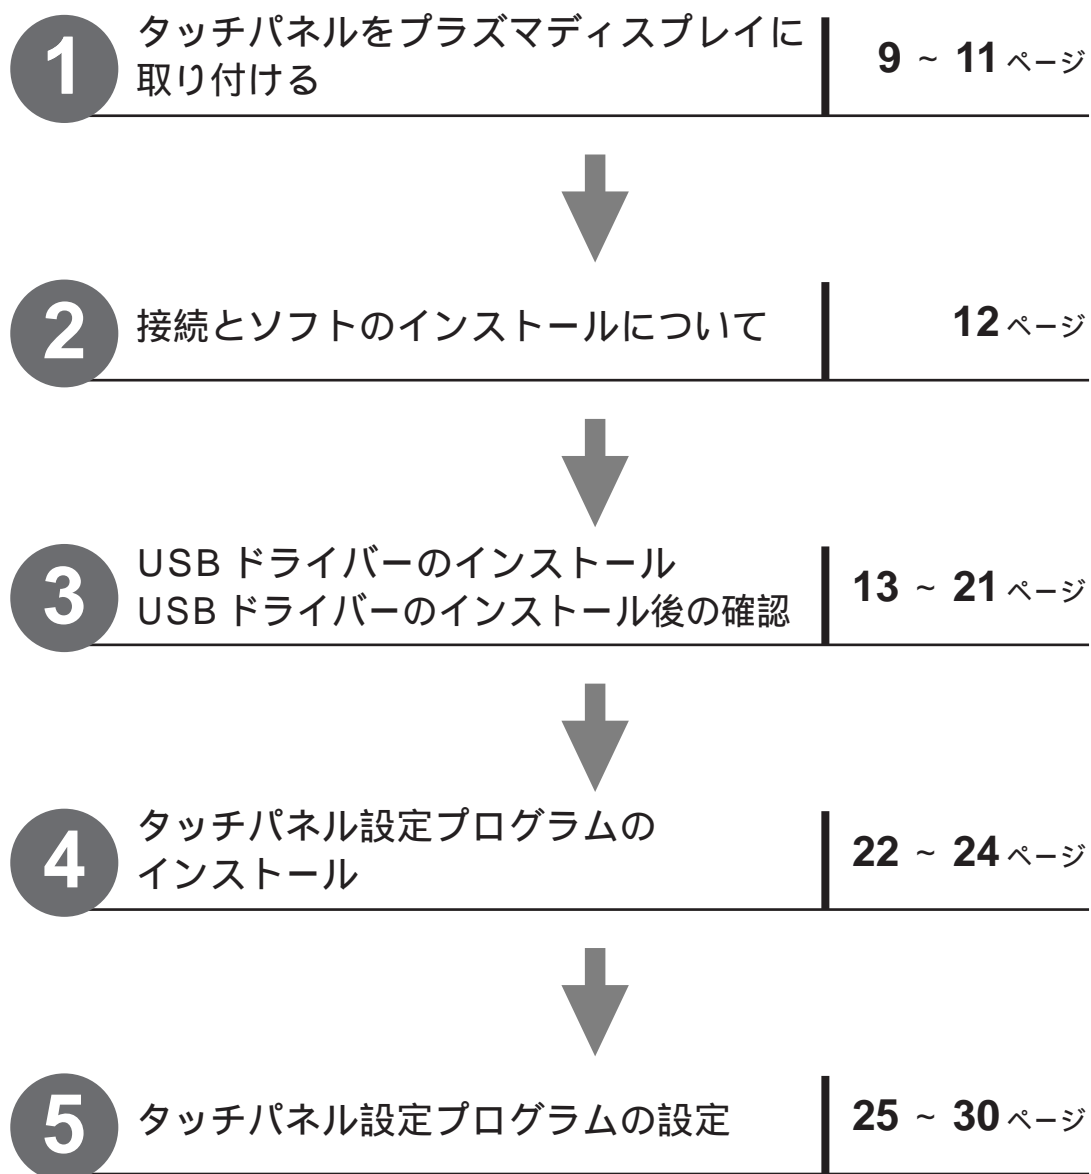 1
タッチパネルをプラズマディスプレイに
取り付ける
9 ~ 11 ページ
2
接続とソフトのインストールについて
12 ページ
3
USB ドライバーのインストール
USB ドライバーのインストール後の確認
13 ~ 21 ページ
4
タッチパネル設定プログラムの
インストール
22 ~ 24 ページ
5
タッチパネル設定プログラムの設定
25 ~ 30 ページ